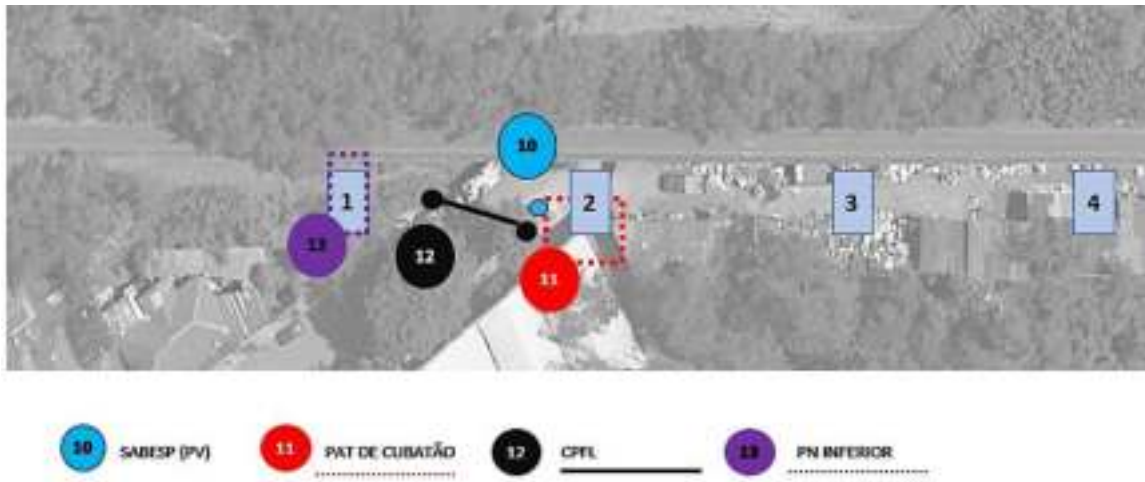 10
1
2
3
4
13
12
11
10 SABESP (PV)
11 PAT DE CUBATÃO
12 CPFL
13 PN INFERIOR